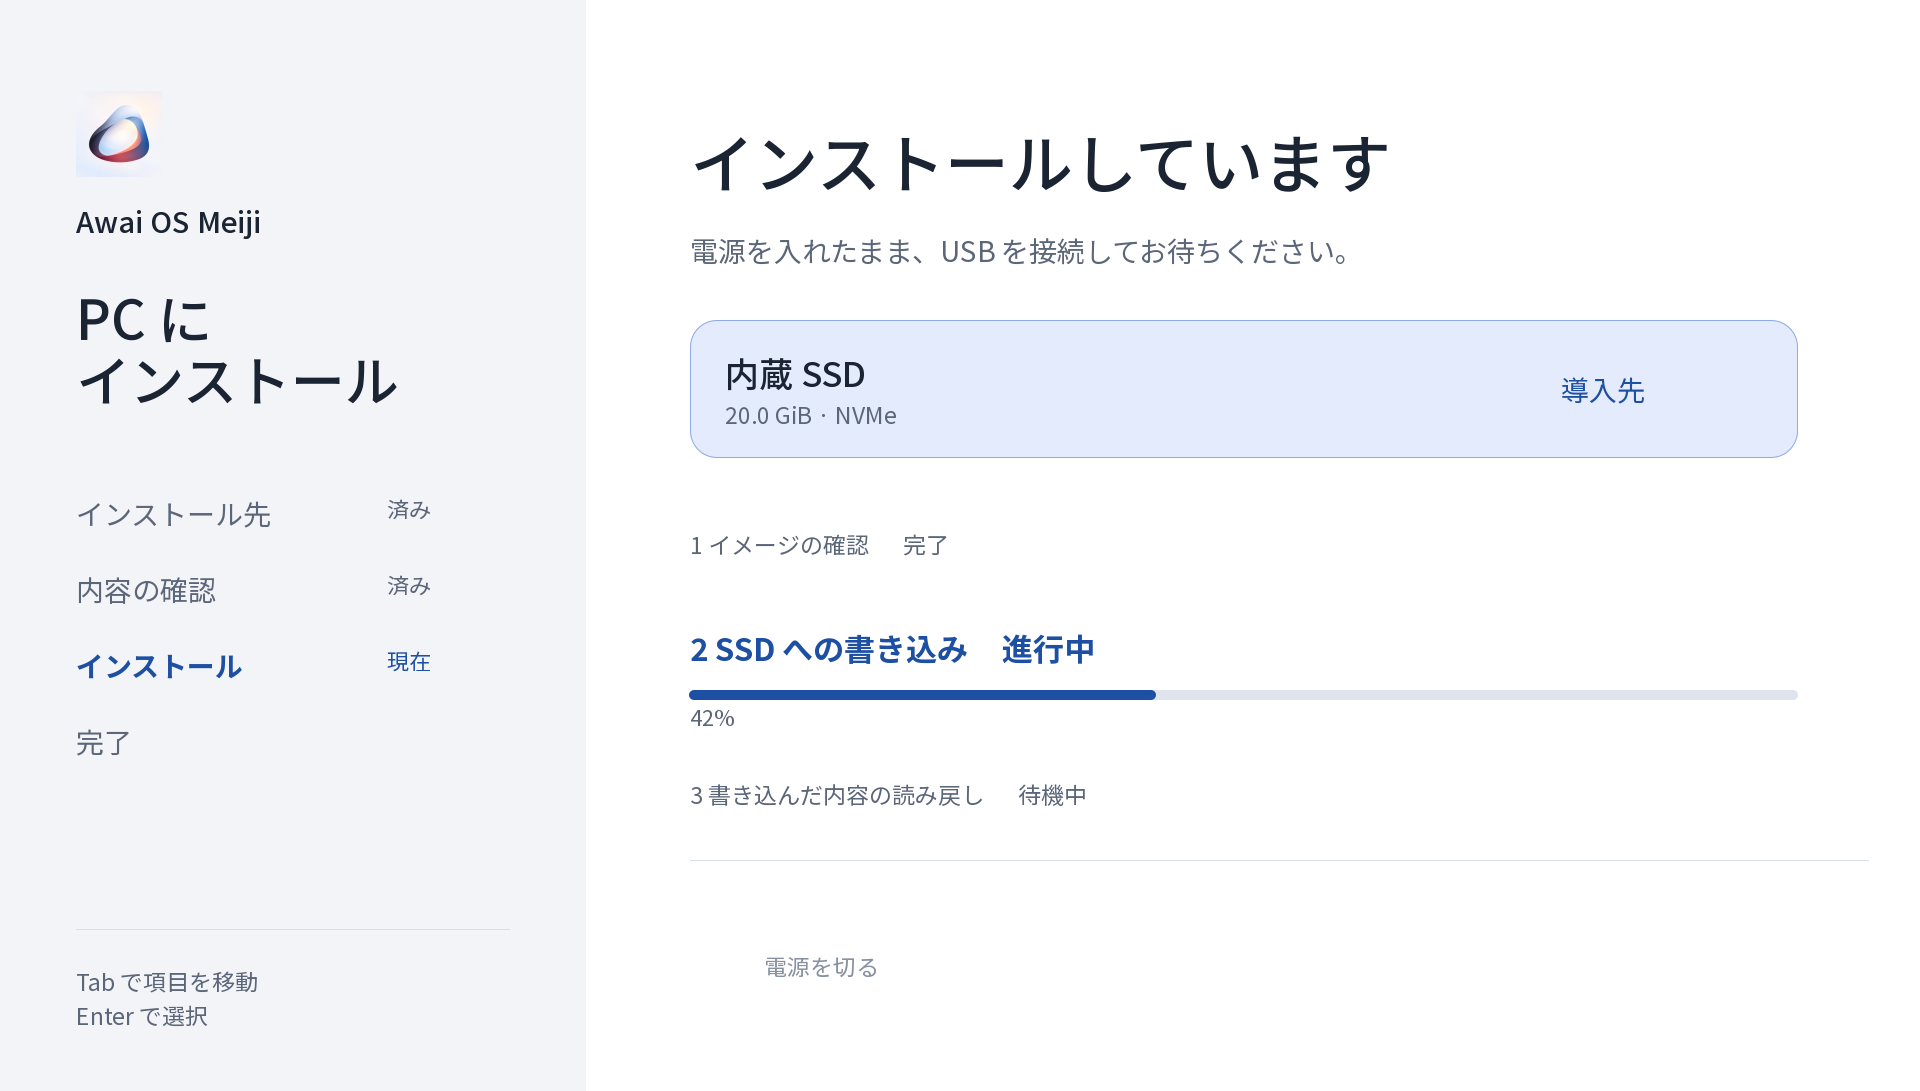 Awai OS Meiji
PC に
インストール
インストール先 済み
内容の確認 済み
インストール 現在
完了
Tab で項目を移動
Enter で選択
インストールしています
電源を入れたまま、USB を接続してお待ちください。
内蔵 SSD
20.0 GiB · NVMe
導入先
1 イメージの確認 完了
2 SSD への書き込み 進行中
42%
3 書き込んだ内容の読み戻し 待機中
電源を切る